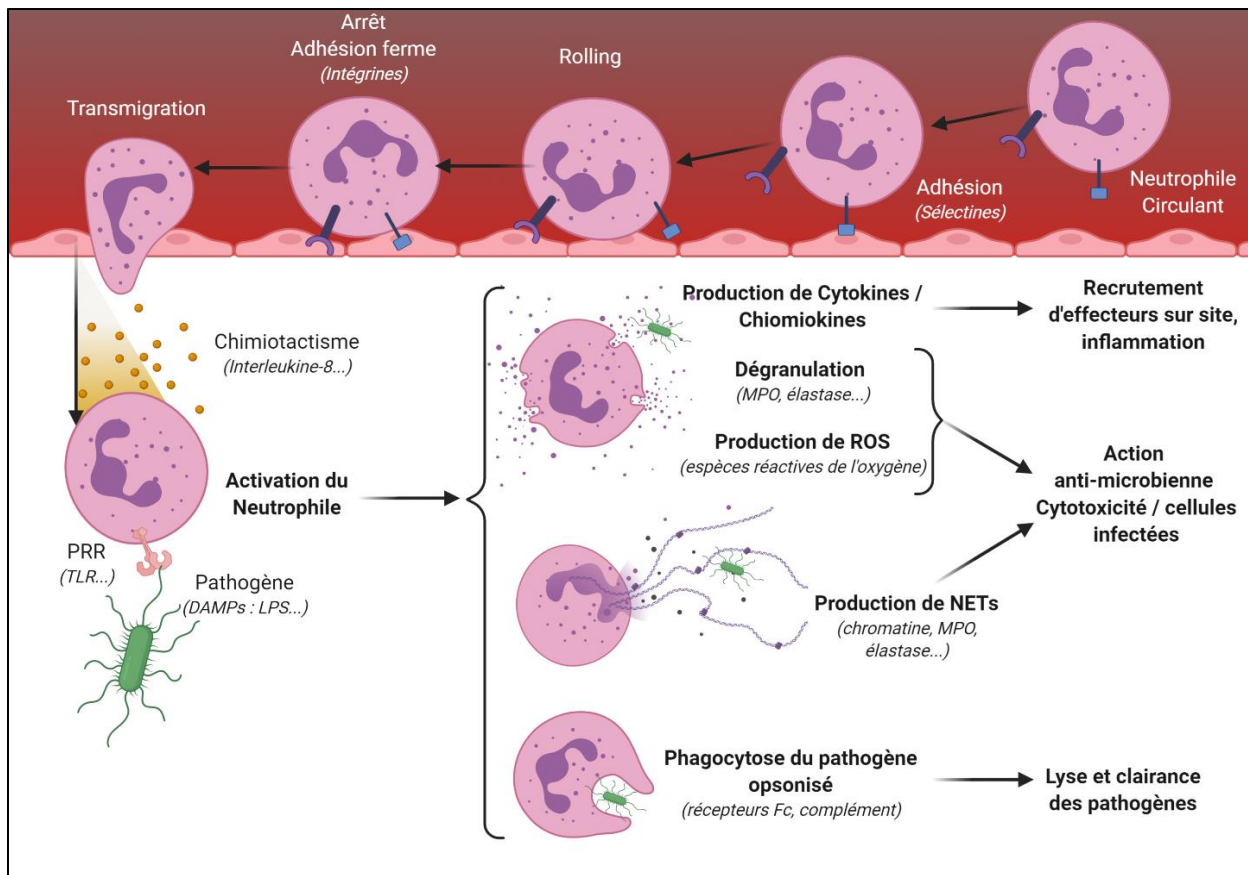 Arrêt
Adhésion ferme
(Intégrines)
Rolling
Transmigration
Adhésion
(Sélectines)
Neutrophile
Circulant
Chimiotactisme
(Interleukine-8...)
Activation du
Neutrophile
PRR
(TLR...)
Pathogène
(DAMPs : LPS...)
Production de Cytokines /
Chiomiokines
Recrutement
d'effecteurs sur site,
inflammation
Dégranulation
(MPO, élastase...)
Production de ROS
(espèces réactives de l'oxygène)
Action
anti-microbienne
Cytotoxicité / cellules
infectées
Production de NETs
(chromatine, MPO,
élastase...)
Phagocytose du pathogène
opsonisé
(récepteurs Fc, complément)
Lyse et clairance
des pathogènes